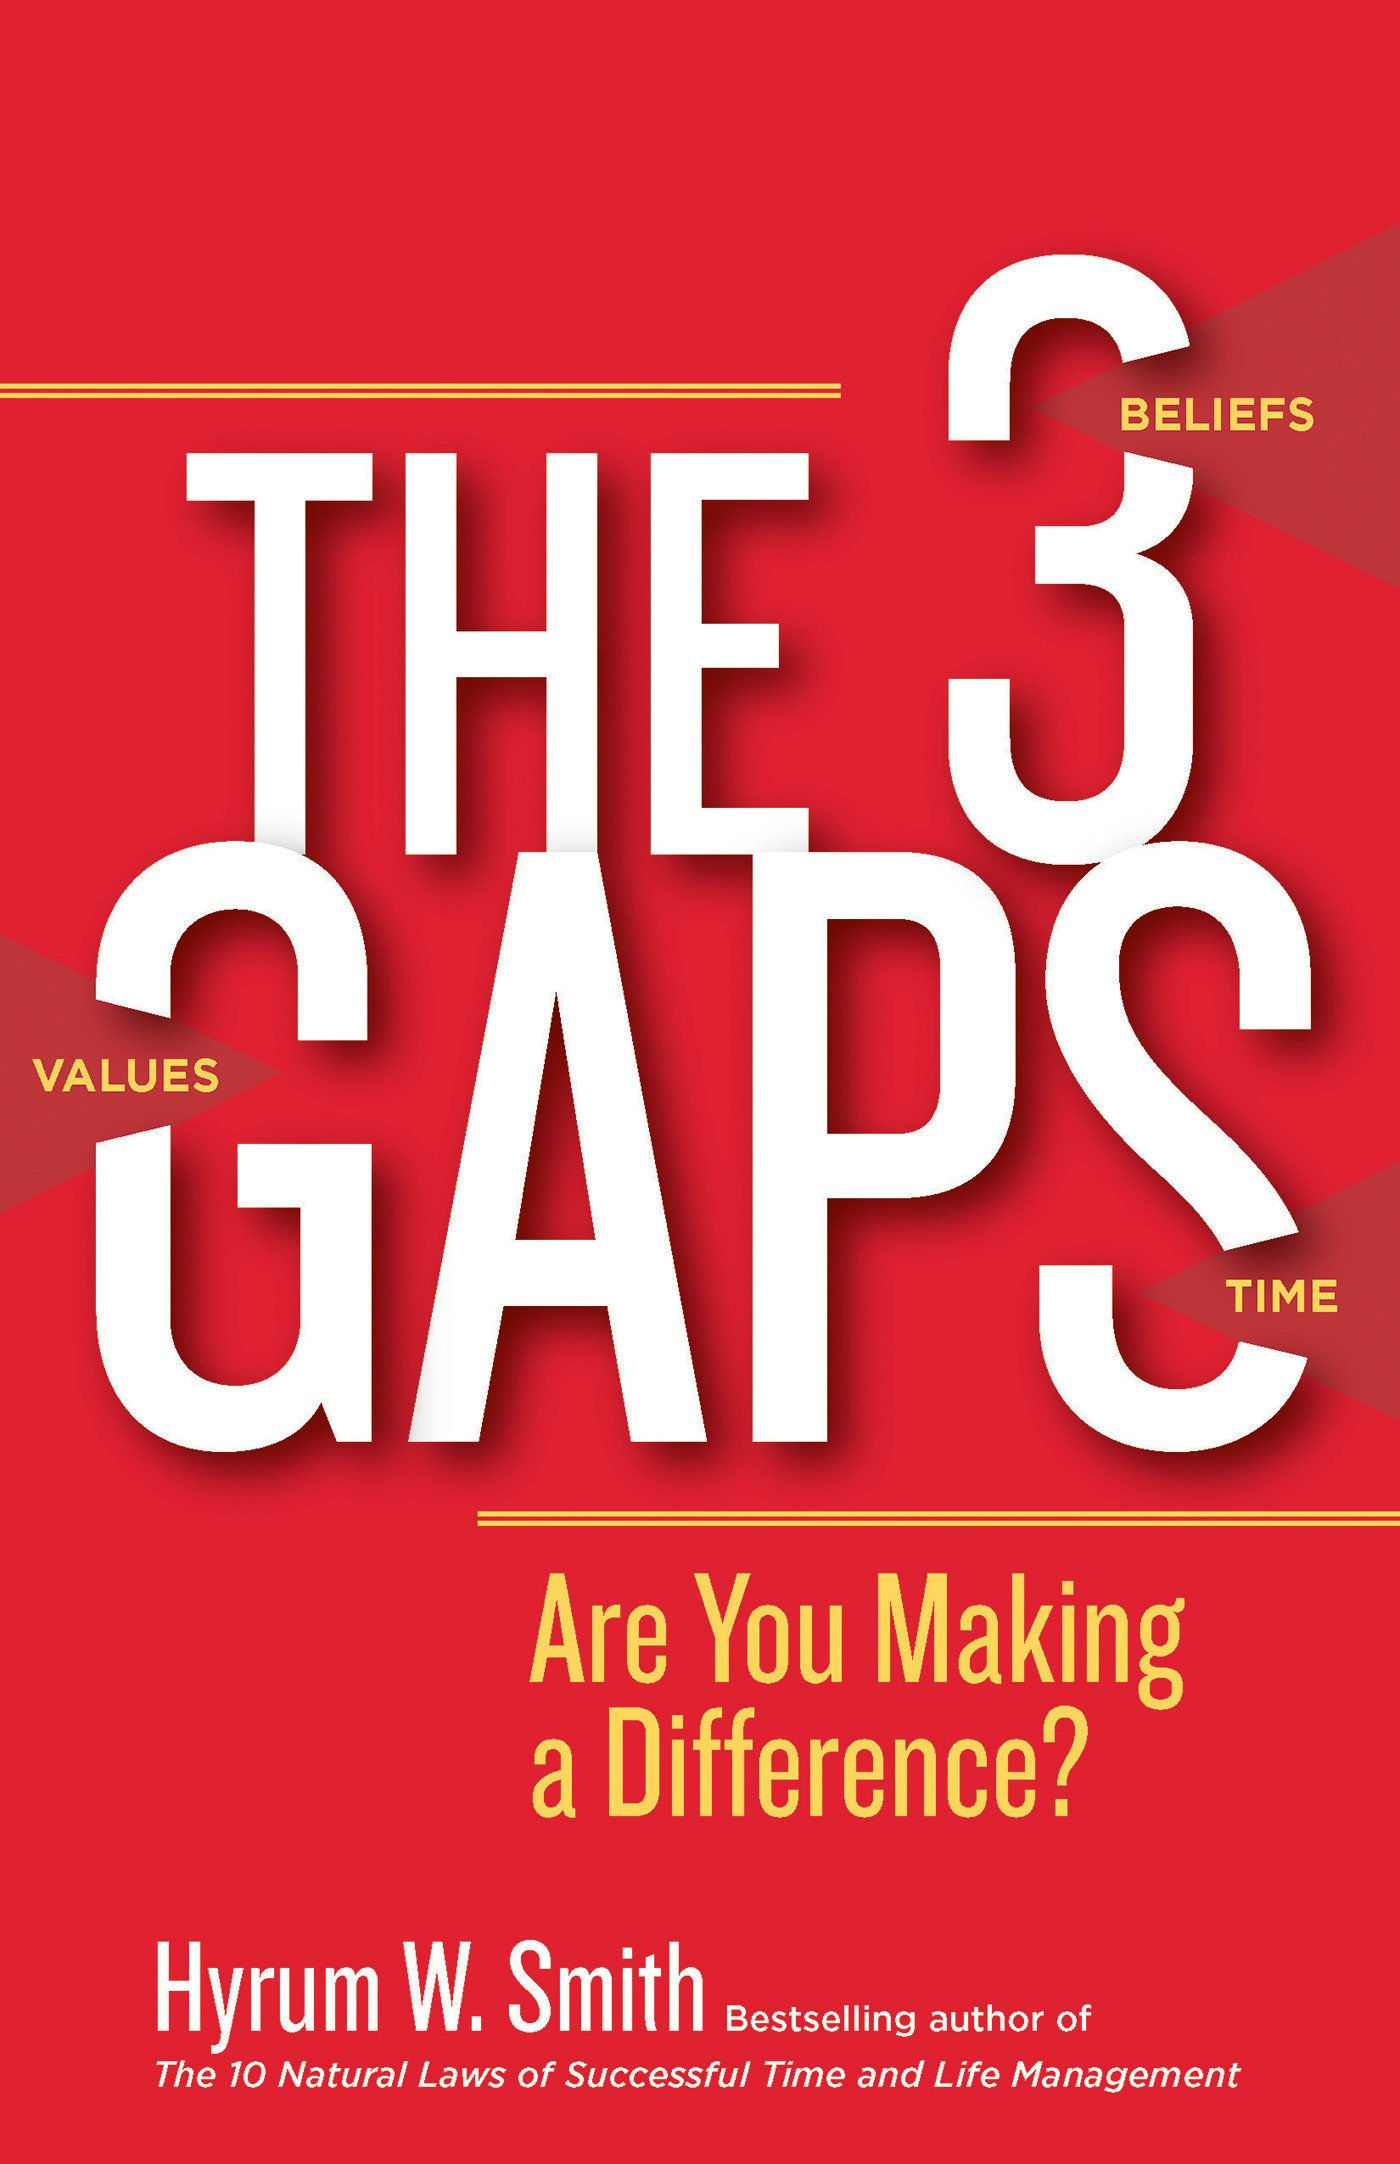 THE 3
BELIEFS
GAPS
VALUES
TIME
Are You Making
a Difference?
Hyrum W. Smith Bestselling author of
The 10 Natural Laws of Successful Time and Life Management